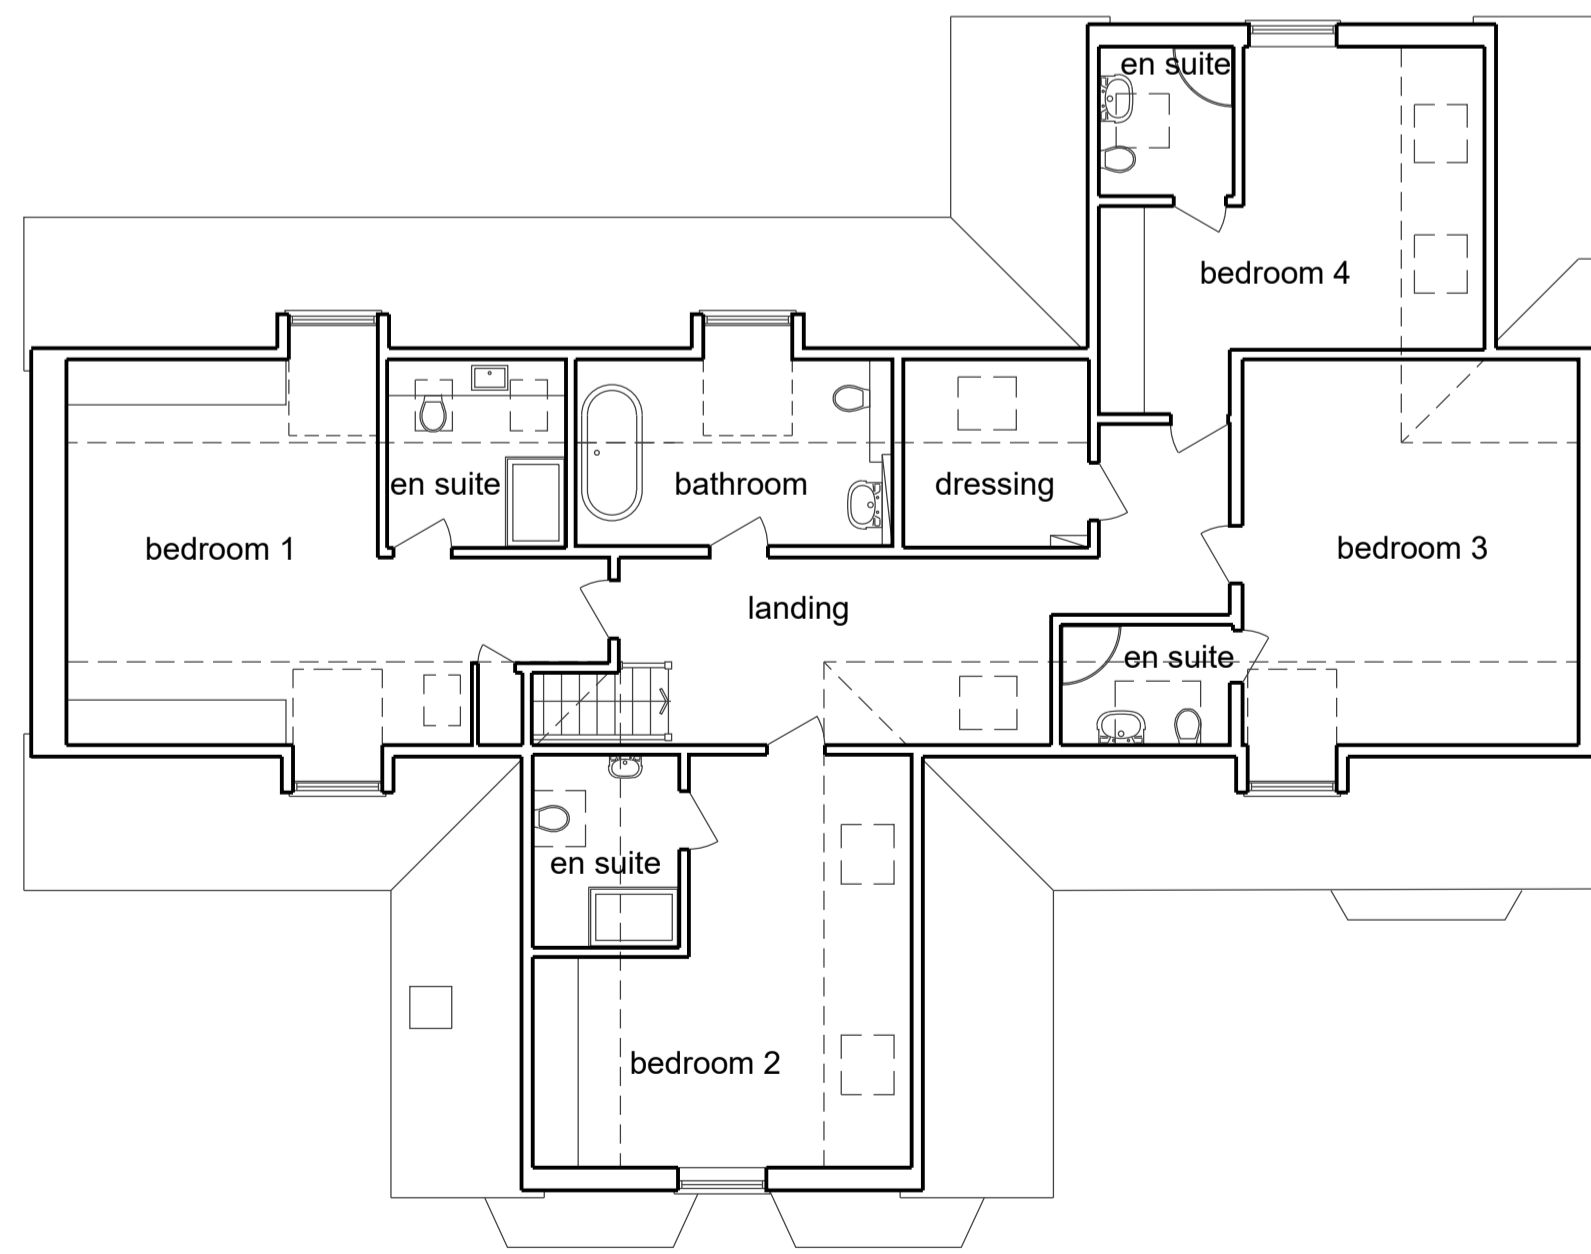 en suite
bedroom 4
en suite
bathroom
dressing
bedroom 1
bedroom 3
landing
en suite
en suite
bedroom 2